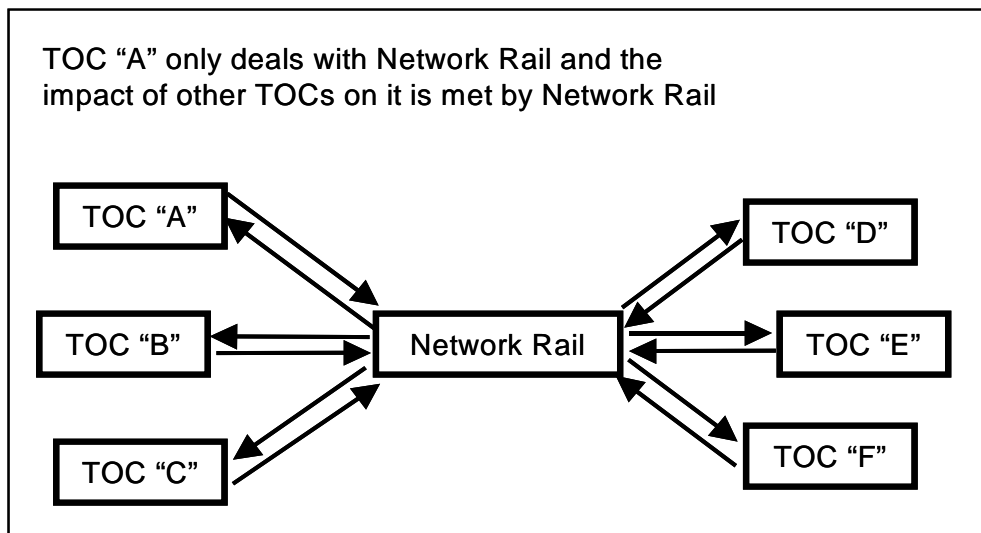 TOC “A” only deals with Network Rail and the
impact of other TOCs on it is met by Network Rail
TOC “A”
TOC “D”
TOC “B”
Network Rail
TOC “E”
TOC “C”
TOC “F”